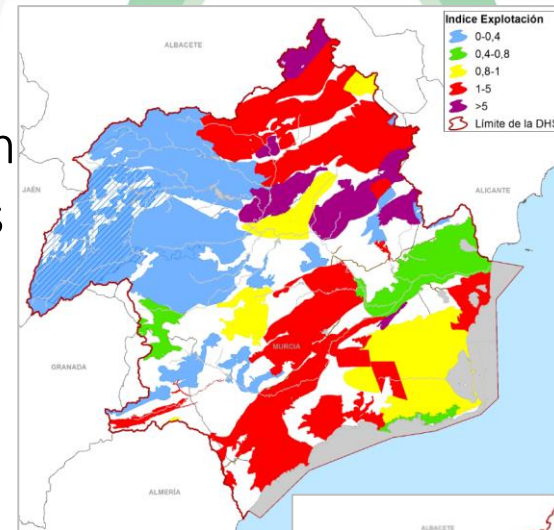 n
s
Indice Explotación
0-0,4
0,4-0,8
0,8-1
1-5
>5
Límite de la DHS
ALBACETE
JAÉN
ALICANTE
GRANADA
MURCIA
ALMERÍA
ALBACETE